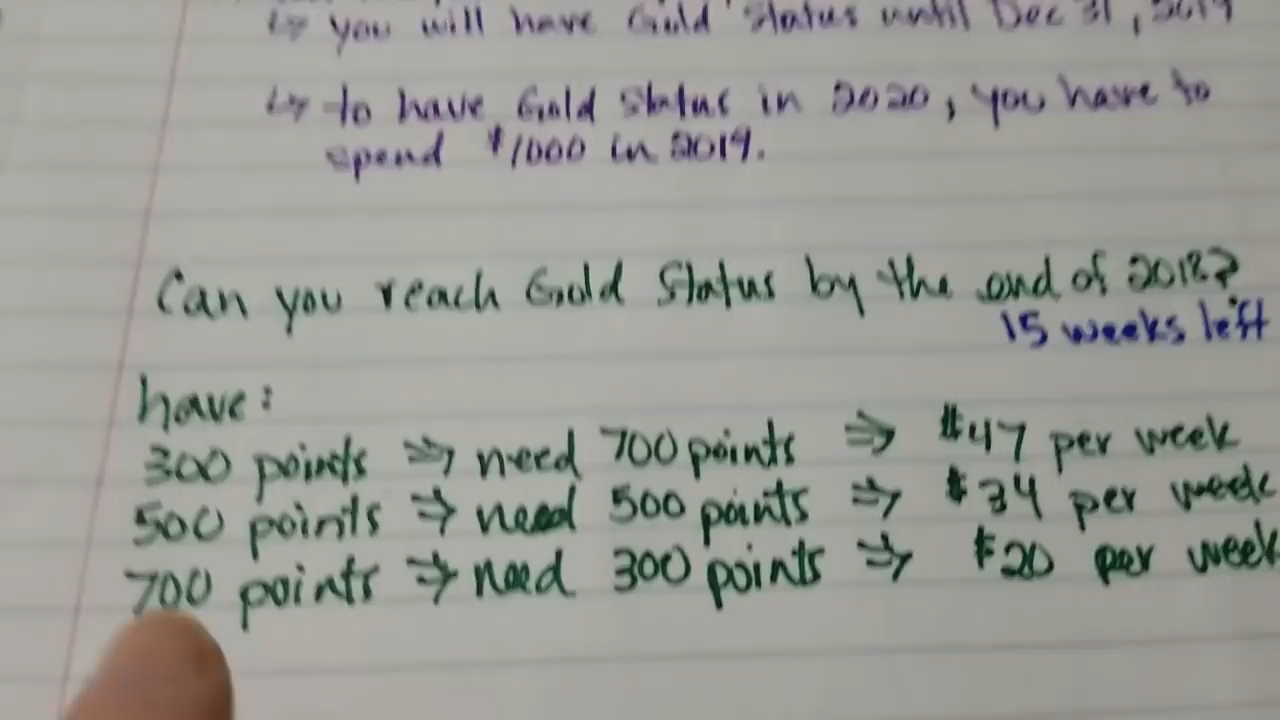 ↳ you will have Gold Status until Dec 31, 2019
↳ to have Gold Status in 2020, you have to
spend $1000 in 2019.
Can you reach Gold Status by the end of 2018?
15 weeks left
have:
300 points ⇒ need 700 points ⇒ $47 per week
500 points ⇒ need 500 points ⇒ $34 per week
700 points ⇒ need 300 points ⇒ $20 per week